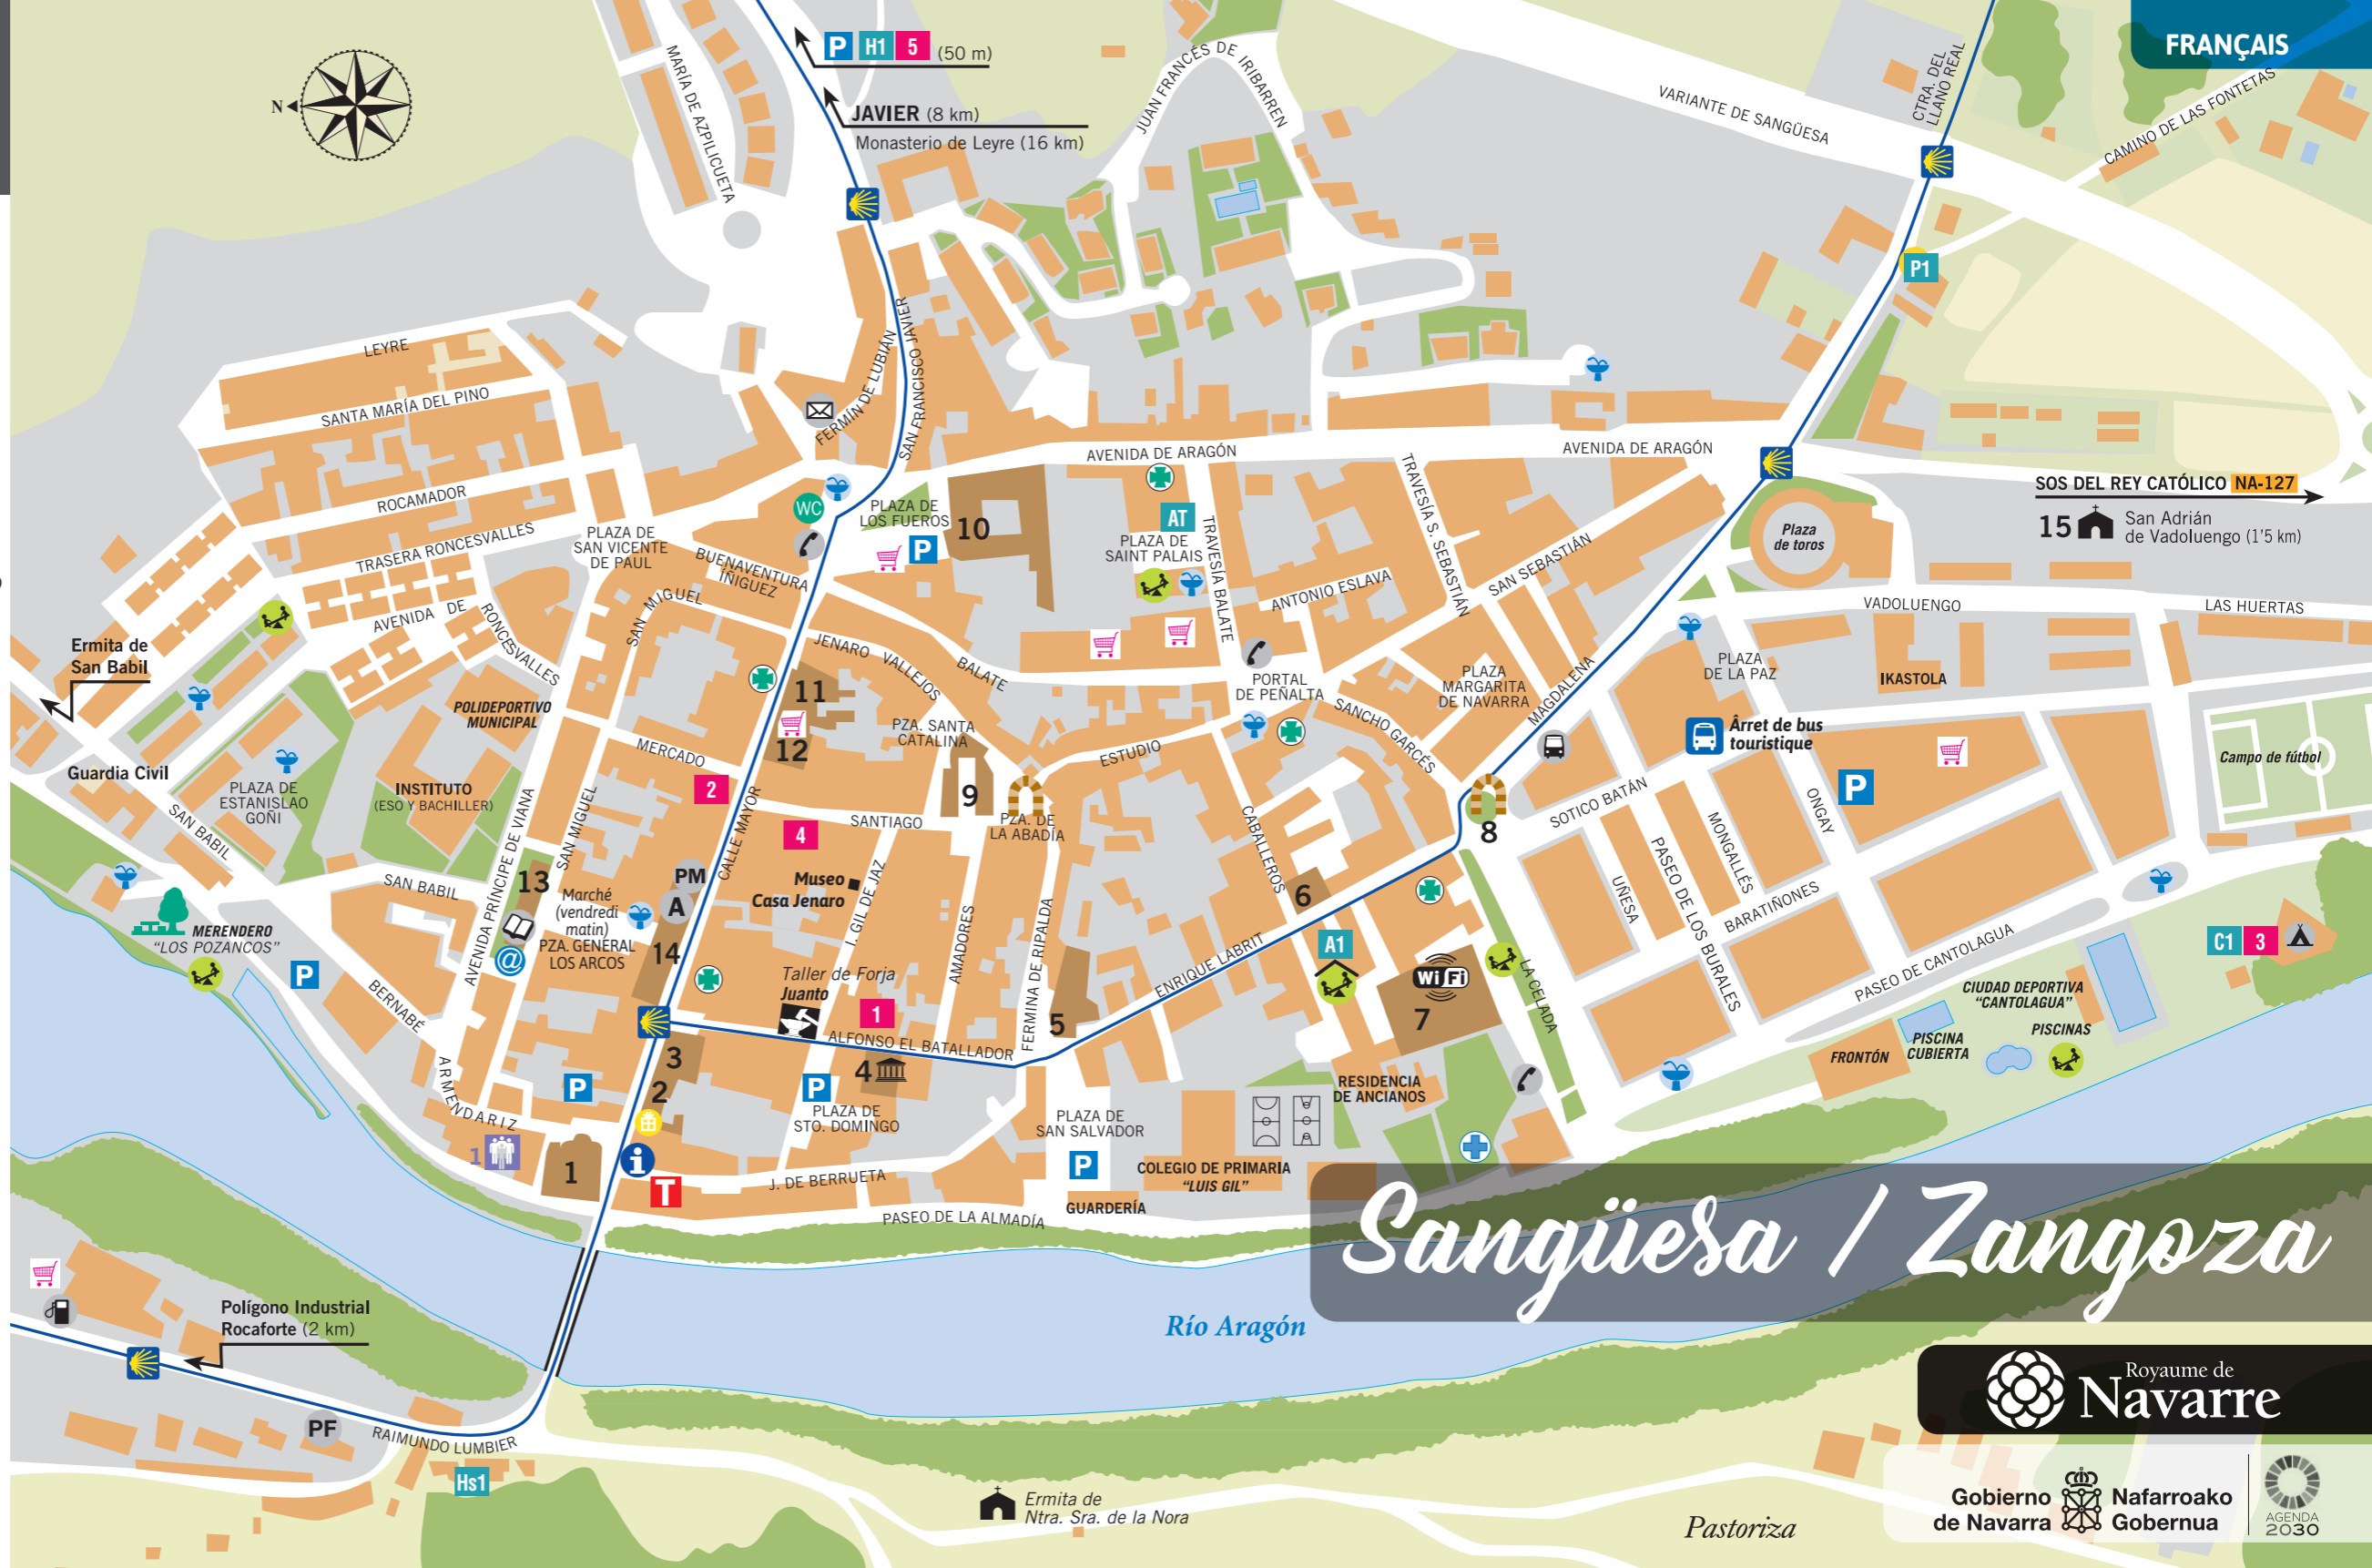 FRANÇAIS
N
P H1 5 (50 m)
JAVIER (8 km)
Monasterio de Leyre (16 km)
MARÍA DE AZPILICUETA
JUAN FRANCÉS DE IRIBARREN
VARIANTE DE SANGÜESA
CTRA. DEL
LLANO REAL
CAMINO DE LAS FONTETAS
P1
LEYRE
SANTA MARÍA DEL PINO
ROCAMADOR
TRASERA RONCESVALLES
AVENIDA DE
RONCESVALLES
FERMÍN DE LUBIÁN
SAN FRANCISCO JAVIER
AVENIDA DE ARAGÓN
AVENIDA DE ARAGÓN
SOS DEL REY CATÓLICO NA-127
15
San Adrián
de Vadoluengo (1'5 km)
WC
PLAZA DE
LOS FUEROS
P
10
AT
PLAZA DE
SAINT PALAIS
TRAVESÍA BALATE
TRAVESÍA S. SEBASTIÁN
SAN SEBASTIÁN
ANTONIO ESLAVA
Plaza
de toros
VADOLUENGO
LAS HUERTAS
PLAZA DE
SAN VICENTE
DE PAUL
BUENAVENTURA
ÍÑIGUEZ
SAN MIGUEL
JENARO VALLEJOS
BALATE
Ermita de
San Babil
POLIDEPORTIVO
MUNICIPAL
11
12
PZA. SANTA
CATALINA
PORTAL
DE PEÑALTA
SANCHO GARCÉS
PLAZA
MARGARITA
DE NAVARRA
MAGDALENA
PLAZA
DE LA PAZ
IKASTOLA
Ârret de bus
touristique
Campo de fútbol
P
Guardia Civil
PLAZA DE
ESTANISLAO
GOÑI
INSTITUTO
(ESO Y BACHILLER)
MERCADO
2
CALLE MAYOR
4
SANTIAGO
9
ESTUDIO
PZA. DE
LA ABADÍA
CABALLEROS
8
SOTICO BATÁN
ONGAY
MONGALLÉS
PASEO DE LOS BURALES
UÑESA
BARATIÑONES
SAN BABIL
SAN BABIL
AVENIDA PRÍNCIPE DE VIANA
SAN MIGUEL
13
Marché
(vendredi
matin)
PZA. GENERAL
LOS ARCOS
@
PM
A
14
Museo
Casa Jenaro
I. GIL DE JAZ
AMADORES
FERMINA DE RIPALDA
6
A1
ENRIQUE LABRIT
WiFi
7
LA CELADA
PASEO DE CANTOLAGUA
C1 3
CIUDAD DEPORTIVA
“CANTOLAGUA”
PISCINAS
PISCINA
CUBIERTA
FRONTÓN
MERENDERO
“LOS POZANCOS”
P
BERNABÉ
ARMENDARIZ
Taller de Forja
Juanto
1
ALFONSO EL BATALLADOR
5
3
2
4
P
P
PLAZA DE
STO. DOMINGO
PLAZA DE
SAN SALVADOR
P
RESIDENCIA
DE ANCIANOS
1
1
i
T
J. DE BERRUETA
COLEGIO DE PRIMARIA
“LUIS GIL”
GUARDERÍA
PASEO DE LA ALMADÍA
Sangüesa / Zangoza
Río Aragón
Polígono Industrial
Rocaforte (2 km)
PF
RAIMUNDO LUMBIER
Hs1
Ermita de
Ntra. Sra. de la Nora
Pastoriza
Royaume de
Navarre
Gobierno
de Navarra
Nafarroako
Gobernua
AGENDA
2030